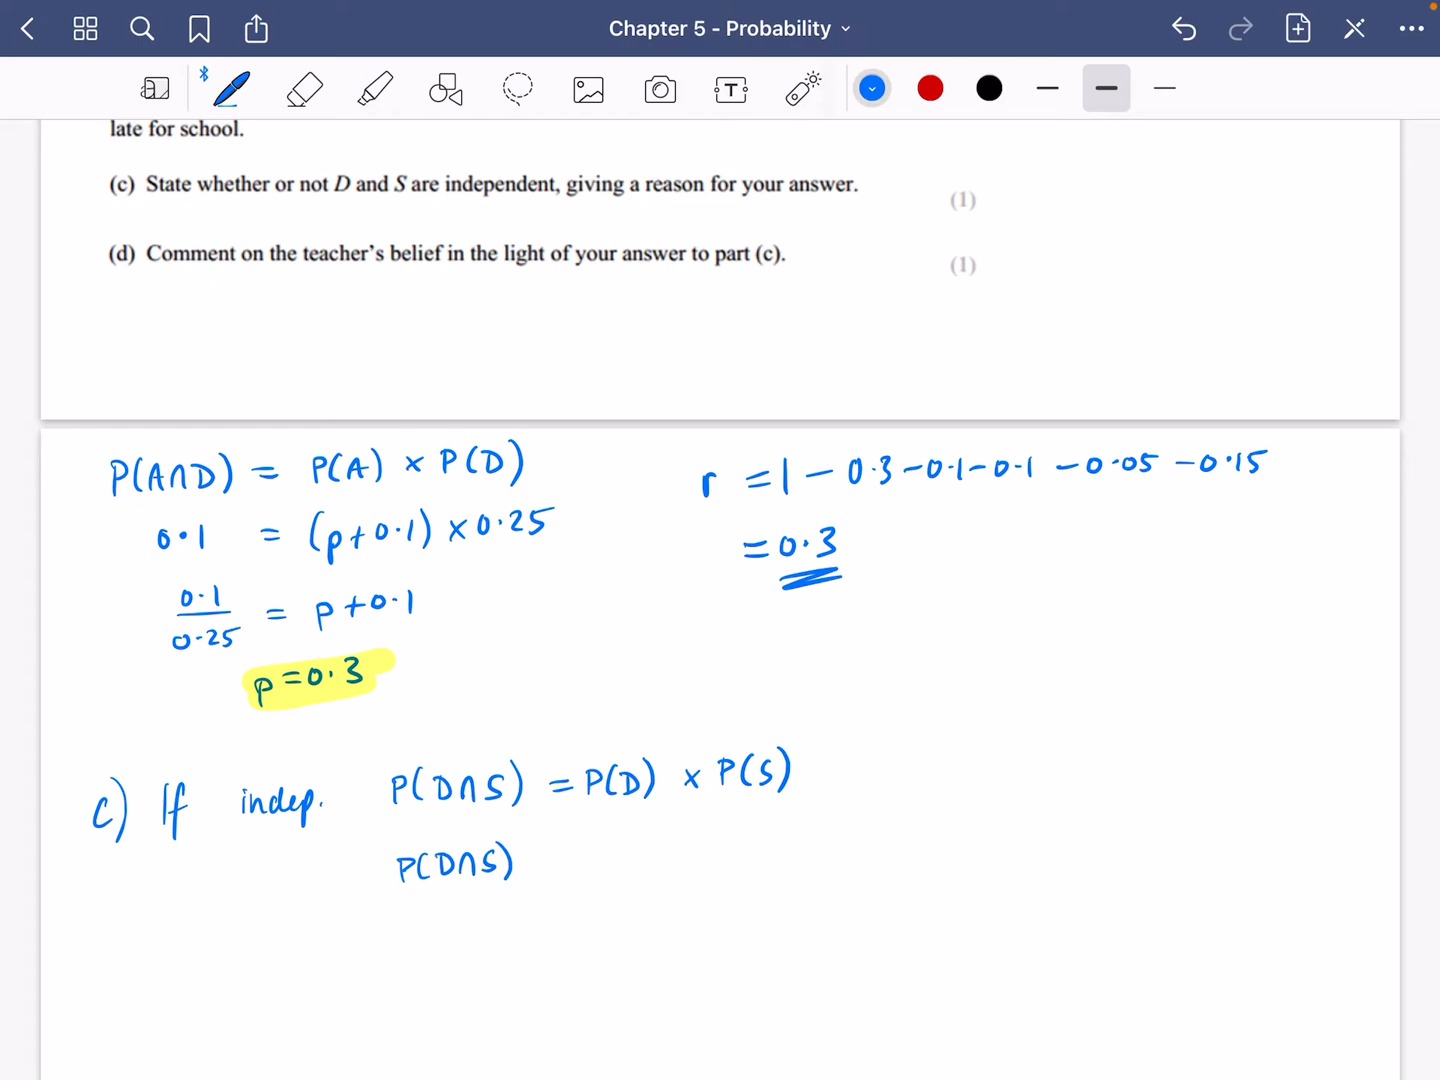 Chapter 5 - Probability
late for school.
(c) State whether or not D and S are independent, giving a reason for your answer.
(1)
(d) Comment on the teacher's belief in the light of your answer to part (c).
(1)
P(A∩D) = P(A) × P(D)
0.1 = (p+0.1) × 0.25
0.1/0.25 = p+0.1
p=0.3
r = 1 - 0.3 - 0.1 - 0.1 - 0.05 - 0.15
= 0.3
c) If indep. P(D∩S) = P(D) × P(S)
P(D∩S)